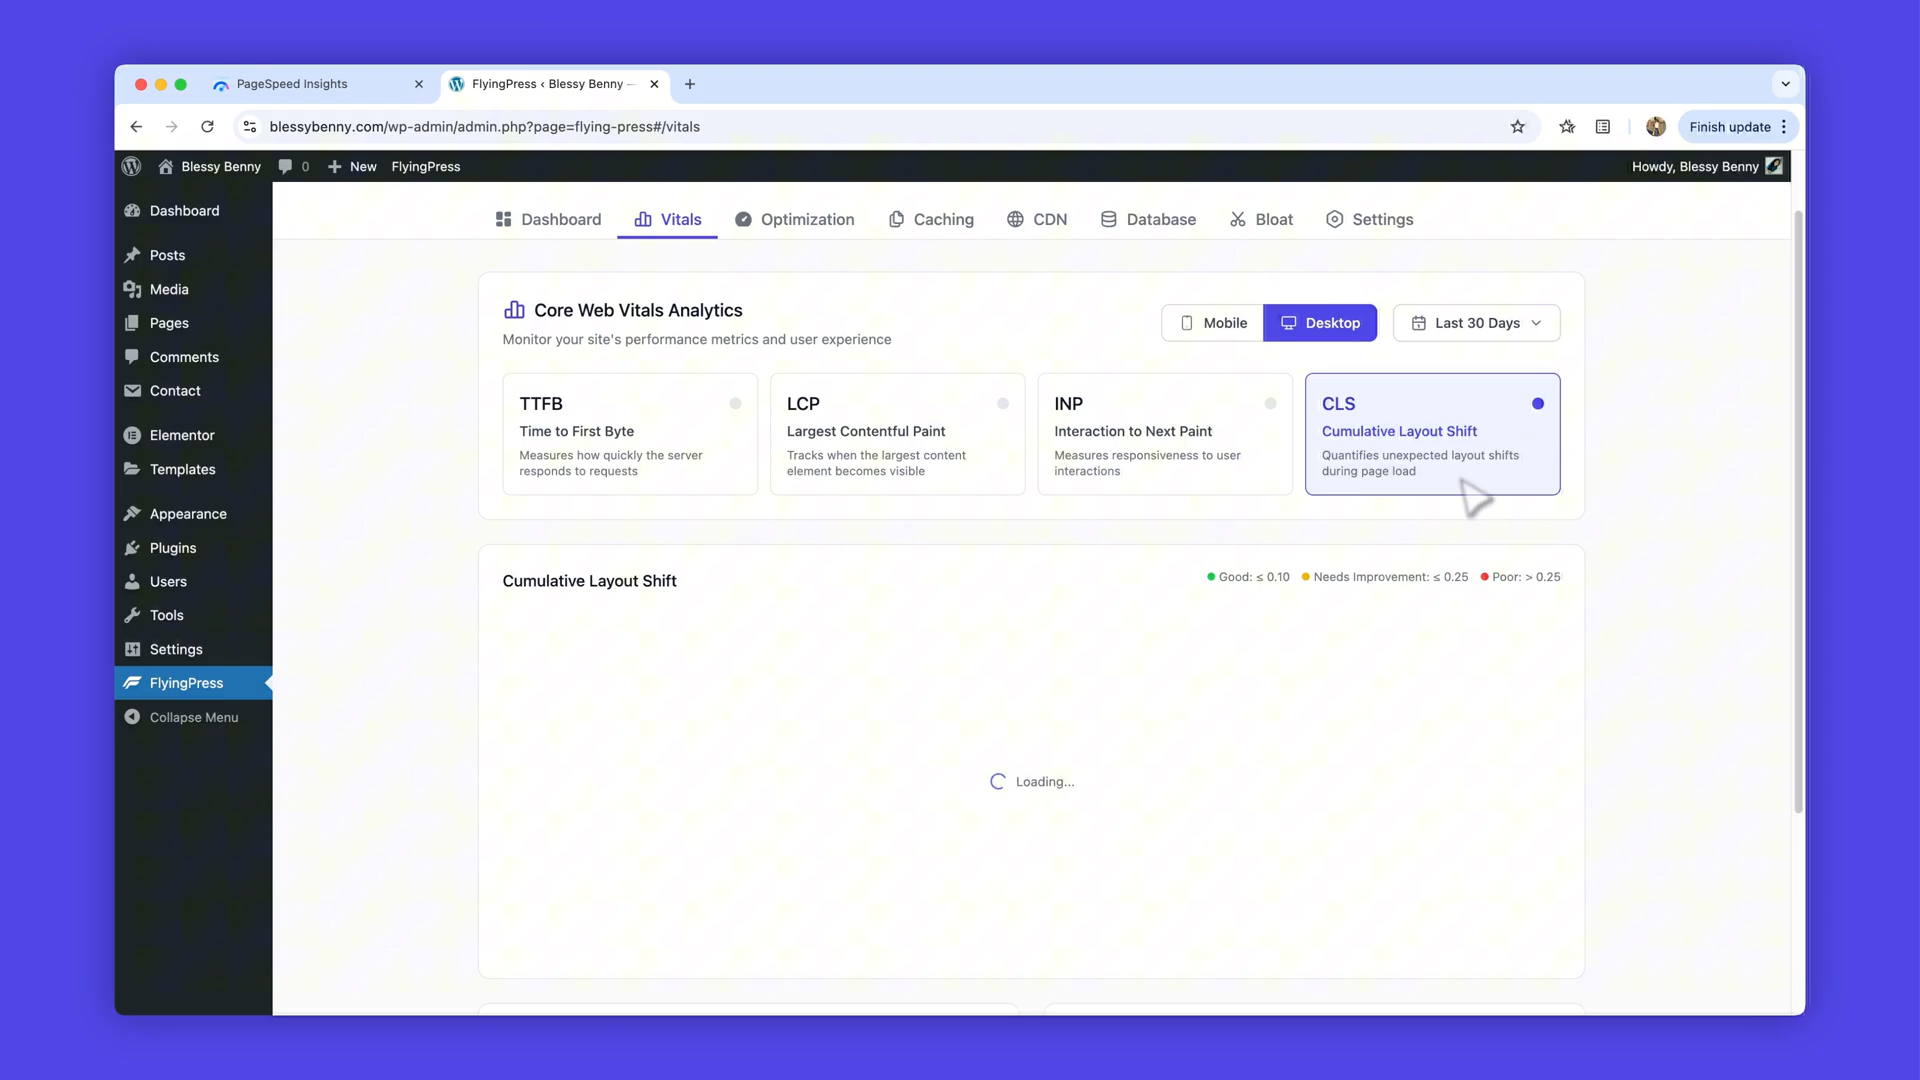 PageSpeed Insights
FlyingPress ‹ Blessy Benny —
blessybenny.com/wp-admin/admin.php?page=flying-press#/vitals
Finish update
Blessy Benny
0
New
FlyingPress
Howdy, Blessy Benny
Dashboard
Posts
Media
Pages
Comments
Contact
Elementor
Templates
Appearance
Plugins
Users
Tools
Settings
FlyingPress
Collapse Menu
Dashboard
Vitals
Optimization
Caching
CDN
Database
Bloat
Settings
Core Web Vitals Analytics
Monitor your site's performance metrics and user experience
Mobile
Desktop
Last 30 Days
TTFB
Time to First Byte
Measures how quickly the server
responds to requests
LCP
Largest Contentful Paint
Tracks when the largest content
element becomes visible
INP
Interaction to Next Paint
Measures responsiveness to user
interactions
CLS
Cumulative Layout Shift
Quantifies unexpected layout shifts
during page load
Cumulative Layout Shift
Good: ≤ 0.10
Needs Improvement: ≤ 0.25
Poor: > 0.25
Loading...